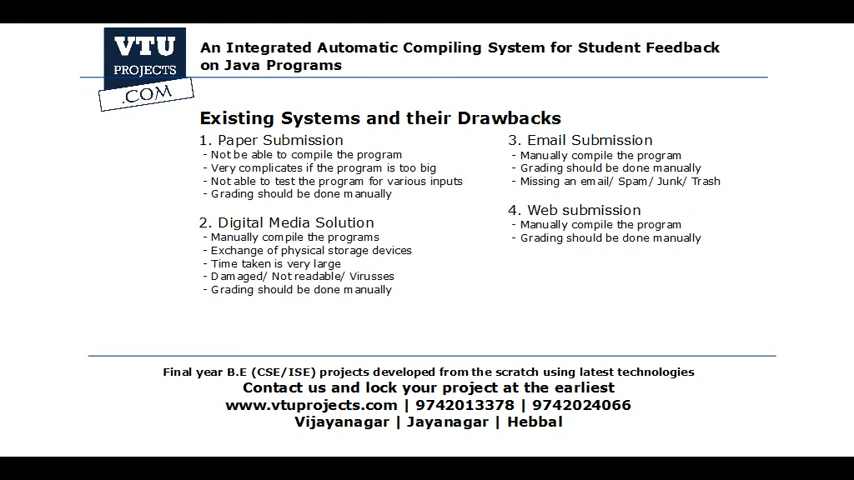 VTU
PROJECTS
.COM
An Integrated Automatic Compiling System for Student Feedback
on Java Programs
Existing Systems and their Drawbacks
1. Paper Submission
- Not be able to compile the program
- Very complicates if the program is too big
- Not able to test the program for various inputs
- Grading should be done manually
2. Digital Media Solution
- Manually compile the programs
- Exchange of physical storage devices
- Time taken is very large
- Damaged/ Not readable/ Virusses
- Grading should be done manually
3. Email Submission
- Manually compile the program
- Grading should be done manually
- Missing an email/ Spam/ Junk/ Trash
4. Web submission
- Manually compile the program
- Grading should be done manually
Final year B.E (CSE/ISE) projects developed from the scratch using latest technologies
Contact us and lock your project at the earliest
www.vtuprojects.com | 9742013378 | 9742024066
Vijayanagar | Jayanagar | Hebbal